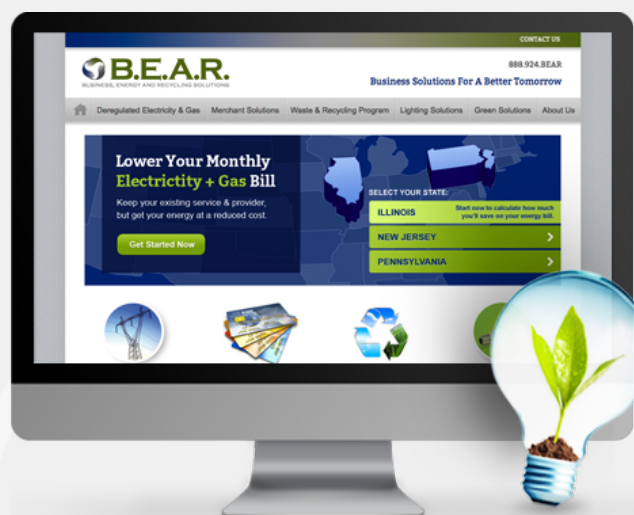 CONTACT US
B.E.A.R.
BUSINESS, ENERGY AND RECYCLING SOLUTIONS
888.924.BEAR
Business Solutions For A Better Tomorrow
Deregulated Electricity & Gas Merchant Solutions Waste & Recycling Program Lighting Solutions Green Solutions About Us
Lower Your Monthly
Electrictity + Gas Bill
Keep your existing service & provider,
but get your energy at a reduced cost.
Get Started Now
SELECT YOUR STATE:
ILLINOIS
Start now to calculate how much
you'll save on your energy bill.
NEW JERSEY
PENNSYLVANIA